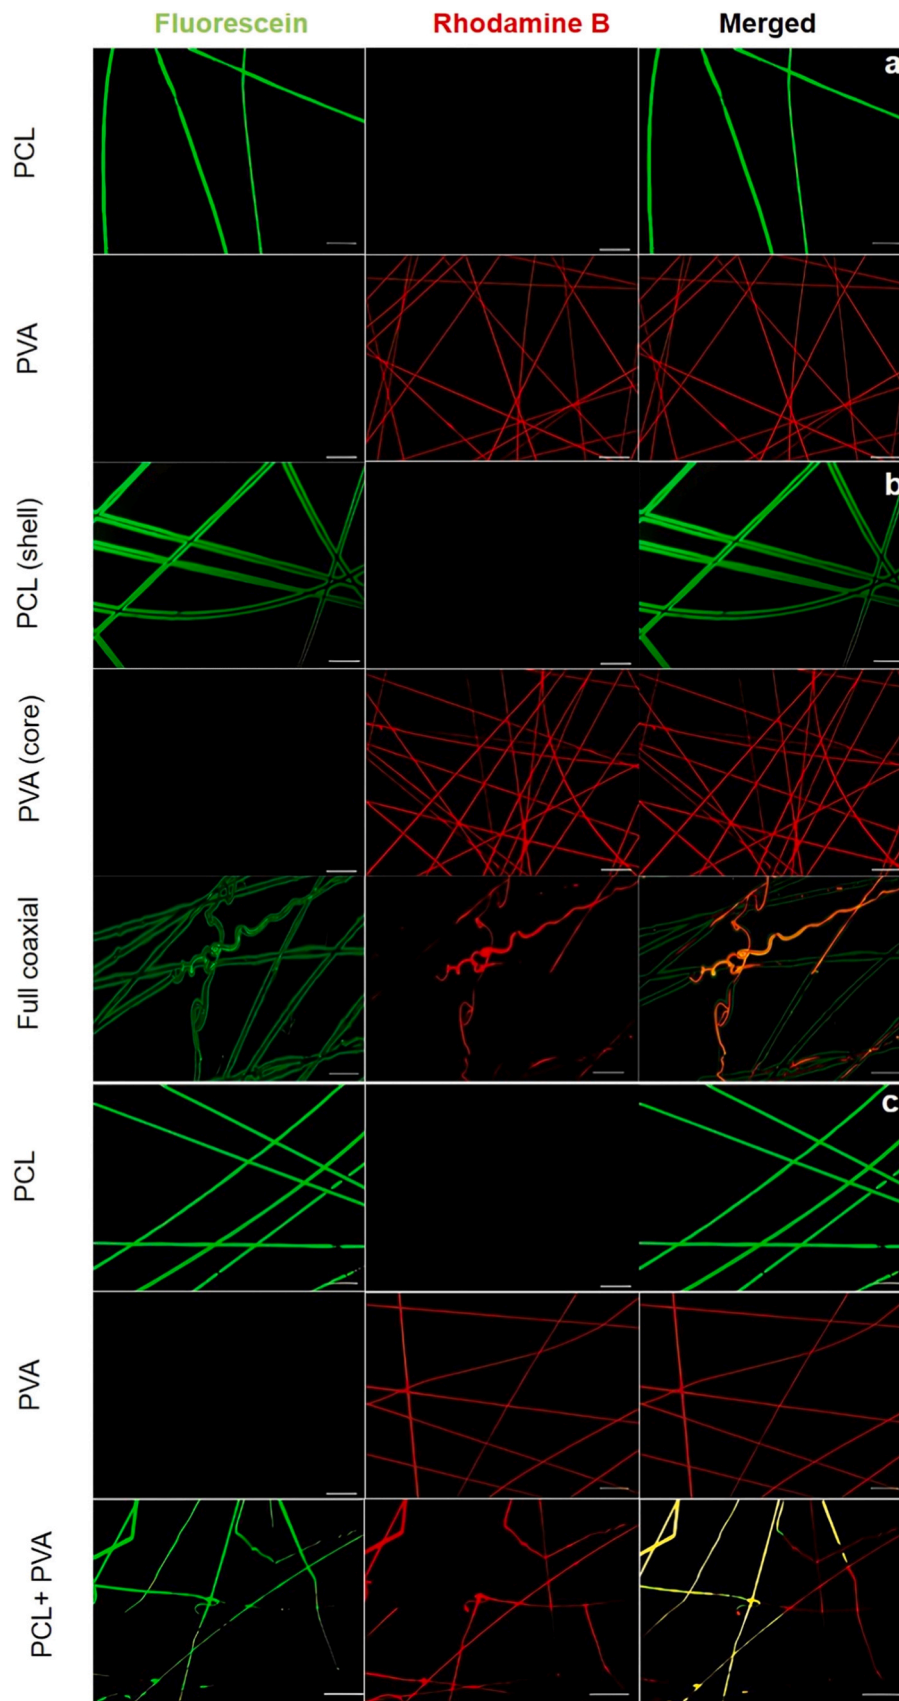 Fluorescein Rhodamine B Merged
PCL
a
PVA
PCL (shell)
b
PVA (core)
Full coaxial
PCL
c
PVA
PCL+ PVA